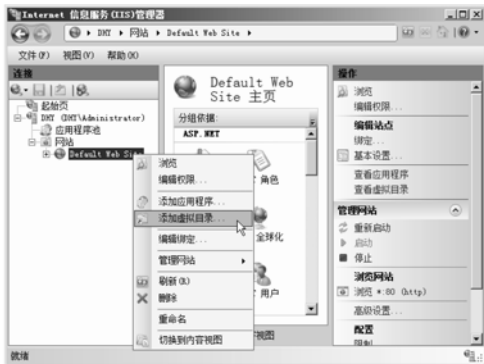 Internet 信息服务(IIS)管理器
DHY ▸ 网站 ▸ Default Web Site ▸
文件(F) 视图(V) 帮助(H)
连接
起始页
DHY (DHY\Administrator)
应用程序池
网站
Default Web Site
Default Web
Site 主页
分组依据:
ASP.NET
角色
全球化
用户
浏览
编辑权限...
添加应用程序...
添加虚拟目录...
编辑绑定...
管理网站
刷新(R)
删除
重命名
切换到内容视图
操作
浏览
编辑权限...
编辑站点
绑定...
基本设置...
查看应用程序
查看虚拟目录
管理网站
重新启动
启动
停止
浏览网站
浏览 *:80 (http)
高级设置...
配置
限制...
就绪